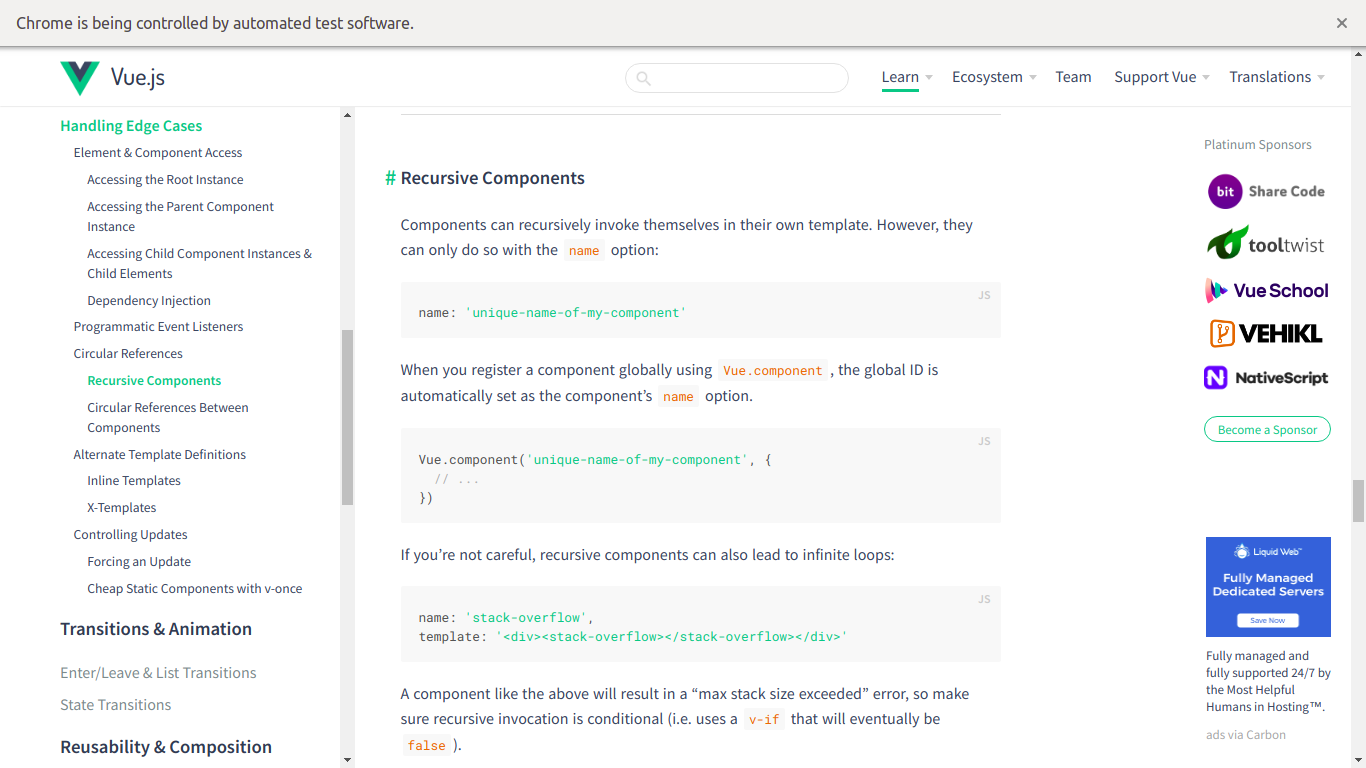 Chrome is being controlled by automated test software.
Vue.js
Learn
Ecosystem
Team
Support Vue
Translations
Handling Edge Cases
Element & Component Access
Accessing the Root Instance
Accessing the Parent Component
Instance
Accessing Child Component Instances &
Child Elements
Dependency Injection
Programmatic Event Listeners
Circular References
Recursive Components
Circular References Between
Components
Alternate Template Definitions
Inline Templates
X-Templates
Controlling Updates
Forcing an Update
Cheap Static Components with v-once
Transitions & Animation
Enter/Leave & List Transitions
State Transitions
Reusability & Composition
# Recursive Components
Components can recursively invoke themselves in their own template. However, they
can only do so with the name option:
JS
name: 'unique-name-of-my-component'
When you register a component globally using Vue.component , the global ID is
automatically set as the component’s name option.
JS
Vue.component('unique-name-of-my-component', {
// ...
})
If you’re not careful, recursive components can also lead to infinite loops:
JS
name: 'stack-overflow',
template: '<div><stack-overflow></stack-overflow></div>'
A component like the above will result in a “max stack size exceeded” error, so make
sure recursive invocation is conditional (i.e. uses a v-if that will eventually be
false ).
Platinum Sponsors
bit Share Code
tooltwist
Vue School
VEHIKL
NativeScript
Become a Sponsor
Liquid Web™
Fully Managed
Dedicated Servers
Save Now
Fully managed and
fully supported 24/7 by
the Most Helpful
Humans in Hosting™.
ads via Carbon